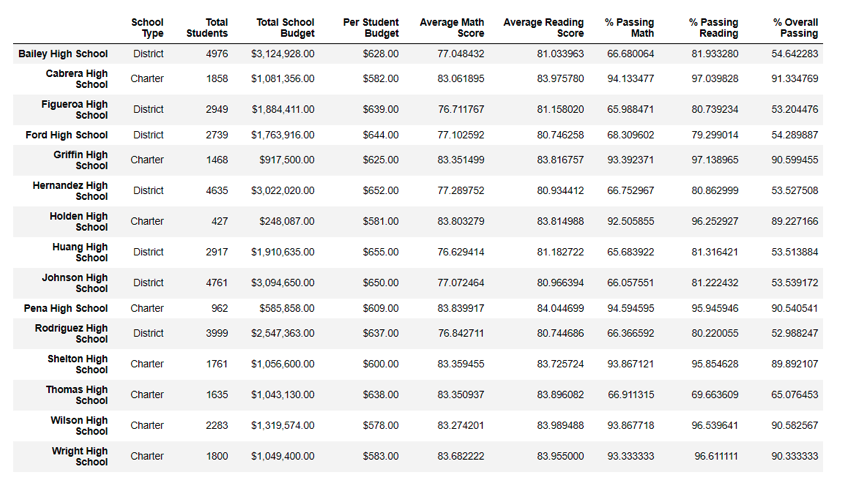 School Type Total Students Total School Budget Per Student Budget Average Math Score Average Reading Score % Passing Math % Passing Reading % Overall Passing
Bailey High School District 4976 $3,124,928.00 $628.00 77.048432 81.033963 66.680064 81.933280 54.642283
Cabrera High School Charter 1858 $1,081,356.00 $582.00 83.061895 83.975780 94.133477 97.039828 91.334769
Figueroa High School District 2949 $1,884,411.00 $639.00 76.711767 81.158020 65.988471 80.739234 53.204476
Ford High School District 2739 $1,763,916.00 $644.00 77.102592 80.746258 68.309602 79.299014 54.289887
Griffin High School Charter 1468 $917,500.00 $625.00 83.351499 83.816757 93.392371 97.138965 90.599455
Hernandez High School District 4635 $3,022,020.00 $652.00 77.289752 80.934412 66.752967 80.862999 53.527508
Holden High School Charter 427 $248,087.00 $581.00 83.803279 83.814988 92.505855 96.252927 89.227166
Huang High School District 2917 $1,910,635.00 $655.00 76.629414 81.182722 65.683922 81.316421 53.513884
Johnson High School District 4761 $3,094,650.00 $650.00 77.072464 80.966394 66.057551 81.222432 53.539172
Pena High School Charter 962 $585,858.00 $609.00 83.839917 84.044699 94.594595 95.945946 90.540541
Rodriguez High School District 3999 $2,547,363.00 $637.00 76.842711 80.744686 66.366592 80.220055 52.988247
Shelton High School Charter 1761 $1,056,600.00 $600.00 83.359455 83.725724 93.867121 95.854628 89.892107
Thomas High School Charter 1635 $1,043,130.00 $638.00 83.350937 83.896082 66.911315 69.663609 65.076453
Wilson High School Charter 2283 $1,319,574.00 $578.00 83.274201 83.989488 93.867718 96.539641 90.582567
Wright High School Charter 1800 $1,049,400.00 $583.00 83.682222 83.955000 93.333333 96.611111 90.333333